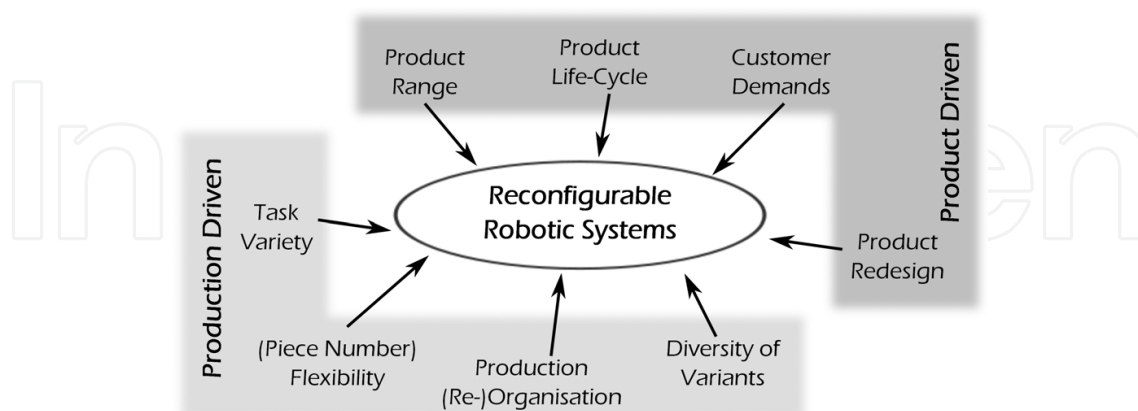 Product
Range
Product
Life-Cycle
Customer
Demands
Product Driven
Reconfigurable
Robotic Systems
Production Driven
Task
Variety
Product
Redesign
(Piece Number)
Flexibility
Production
(Re-)Organisation
Diversity of
Variants